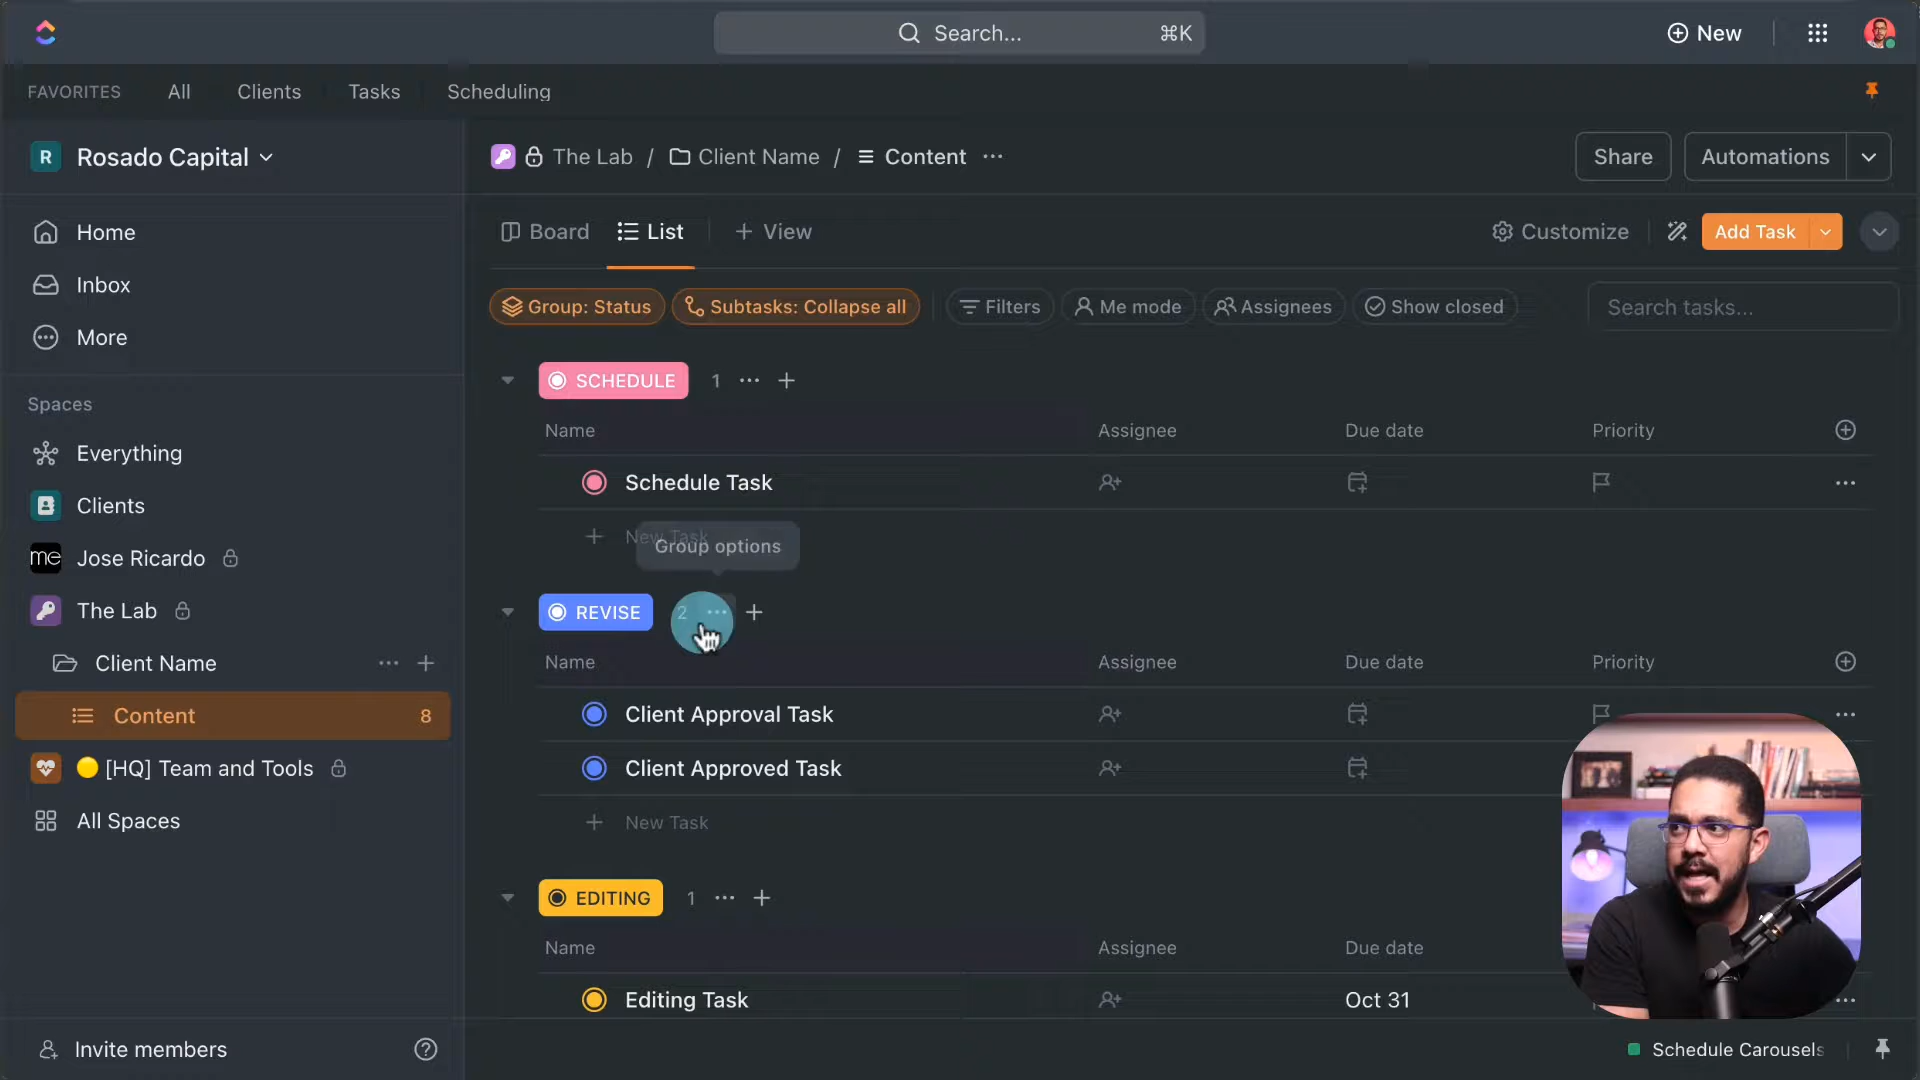 Search... ⌘K
New
FAVORITES All Clients Tasks Scheduling
R Rosado Capital
The Lab / Client Name / Content ...
Share
Automations
Home
Inbox
More
Board List + View
Customize
Add Task
Group: Status Subtasks: Collapse all Filters Me mode Assignees Show closed Search tasks...
Spaces
Everything
Clients
me Jose Ricardo
The Lab
Client Name ... +
Content 8
[HQ] Team and Tools
All Spaces
Invite members
SCHEDULE 1 ... +
Name Assignee Due date Priority
Schedule Task
+ New Task
Group options
REVISE 2 ... +
Name Assignee Due date Priority
Client Approval Task
Client Approved Task
+ New Task
EDITING 1 ... +
Name Assignee Due date
Editing Task Oct 31
Schedule Carousels